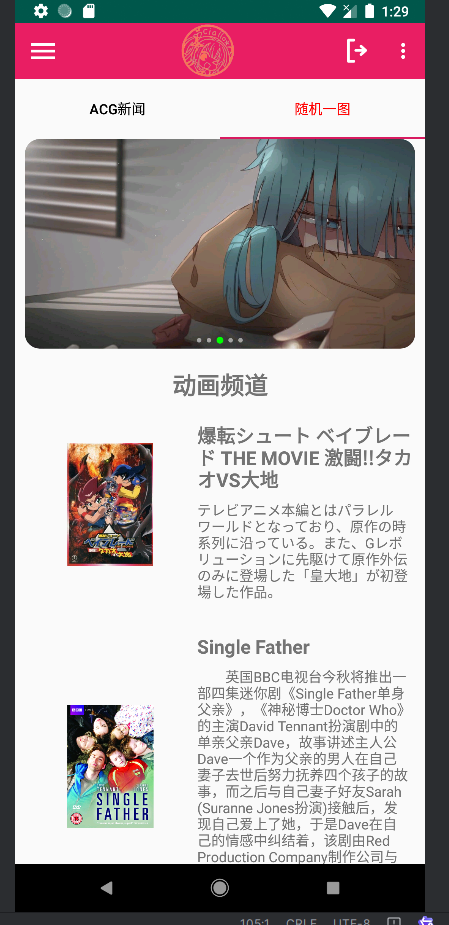 1:29
ACG新闻
随机一图
动画频道
爆転シュート ベイブレー
ド THE MOVIE 激闘!!タカ
オVS大地
テレビアニメ本編とはパラレル
ワールドとなっており、原作の時
系列に沿っている。また、Gレボ
リューションに先駆けて原作外伝
のみに登場した「皇大地」が初登
場した作品。
Single Father
英国BBC电视台今秋将推出一
部四集迷你剧《Single Father单身
父亲》，《神秘博士Doctor Who》
的主演David Tennant扮演剧中的
单亲父亲Dave，故事讲述主人公
Dave一个作为父亲的男人在自己
妻子去世后努力抚养四个孩子的故
事，而之后与自己妻子好友Sarah
(Suranne Jones扮演)接触后，发
现自己爱上了她，于是Dave在自
己的情感中纠结着，该剧由Red
Production Company制作公司与
SINGLE
FATHER
105:1 CRLF UTF-8